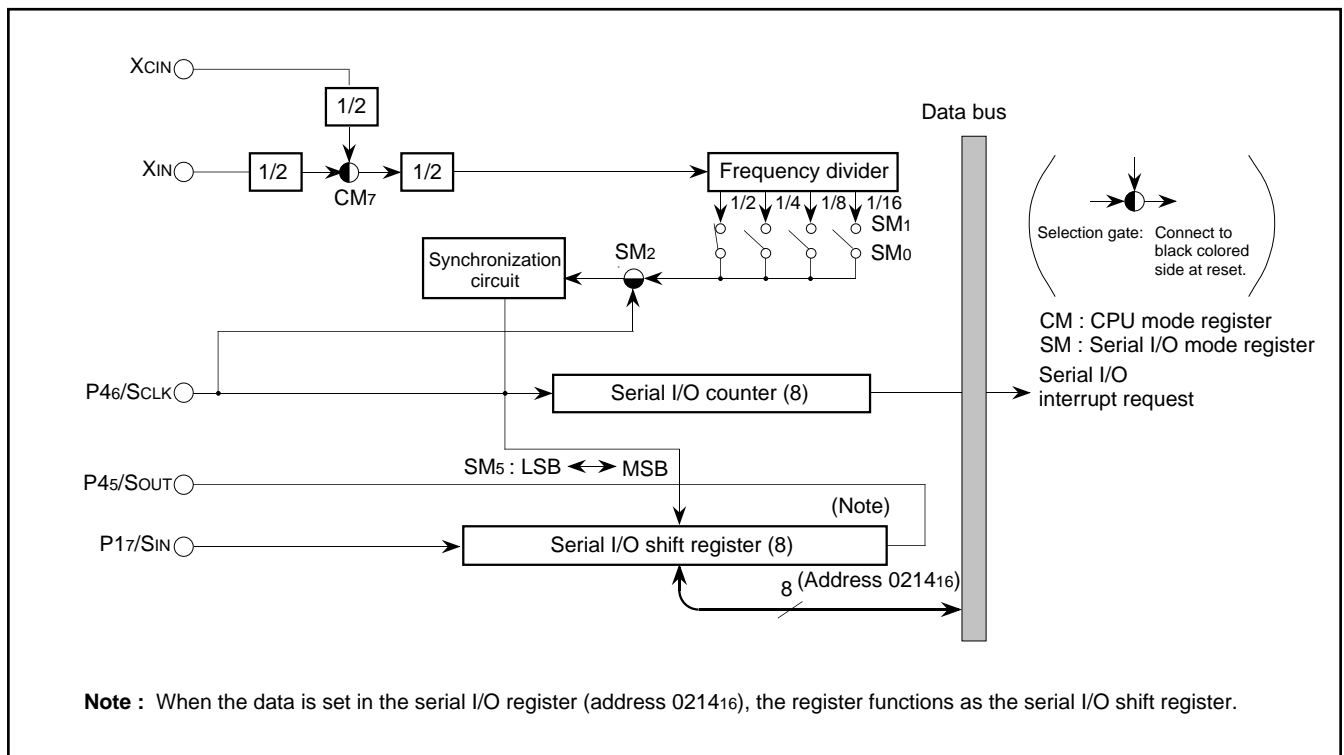 XCIN
1/2
Data bus
XIN
1/2
CM7
1/2
Frequency divider
1/2 1/4 1/8 1/16
SM1
SM0
Selection gate: Connect to
black colored
side at reset.
Synchronization
circuit
SM2
CM : CPU mode register
SM : Serial I/O mode register
P46/SCLK
Serial I/O counter (8)
Serial I/O
interrupt request
SM5 : LSB MSB
P45/SOUT
(Note)
P17/SIN
Serial I/O shift register (8)
8 (Address 021416)
Note : When the data is set in the serial I/O register (address 021416), the register functions as the serial I/O shift register.